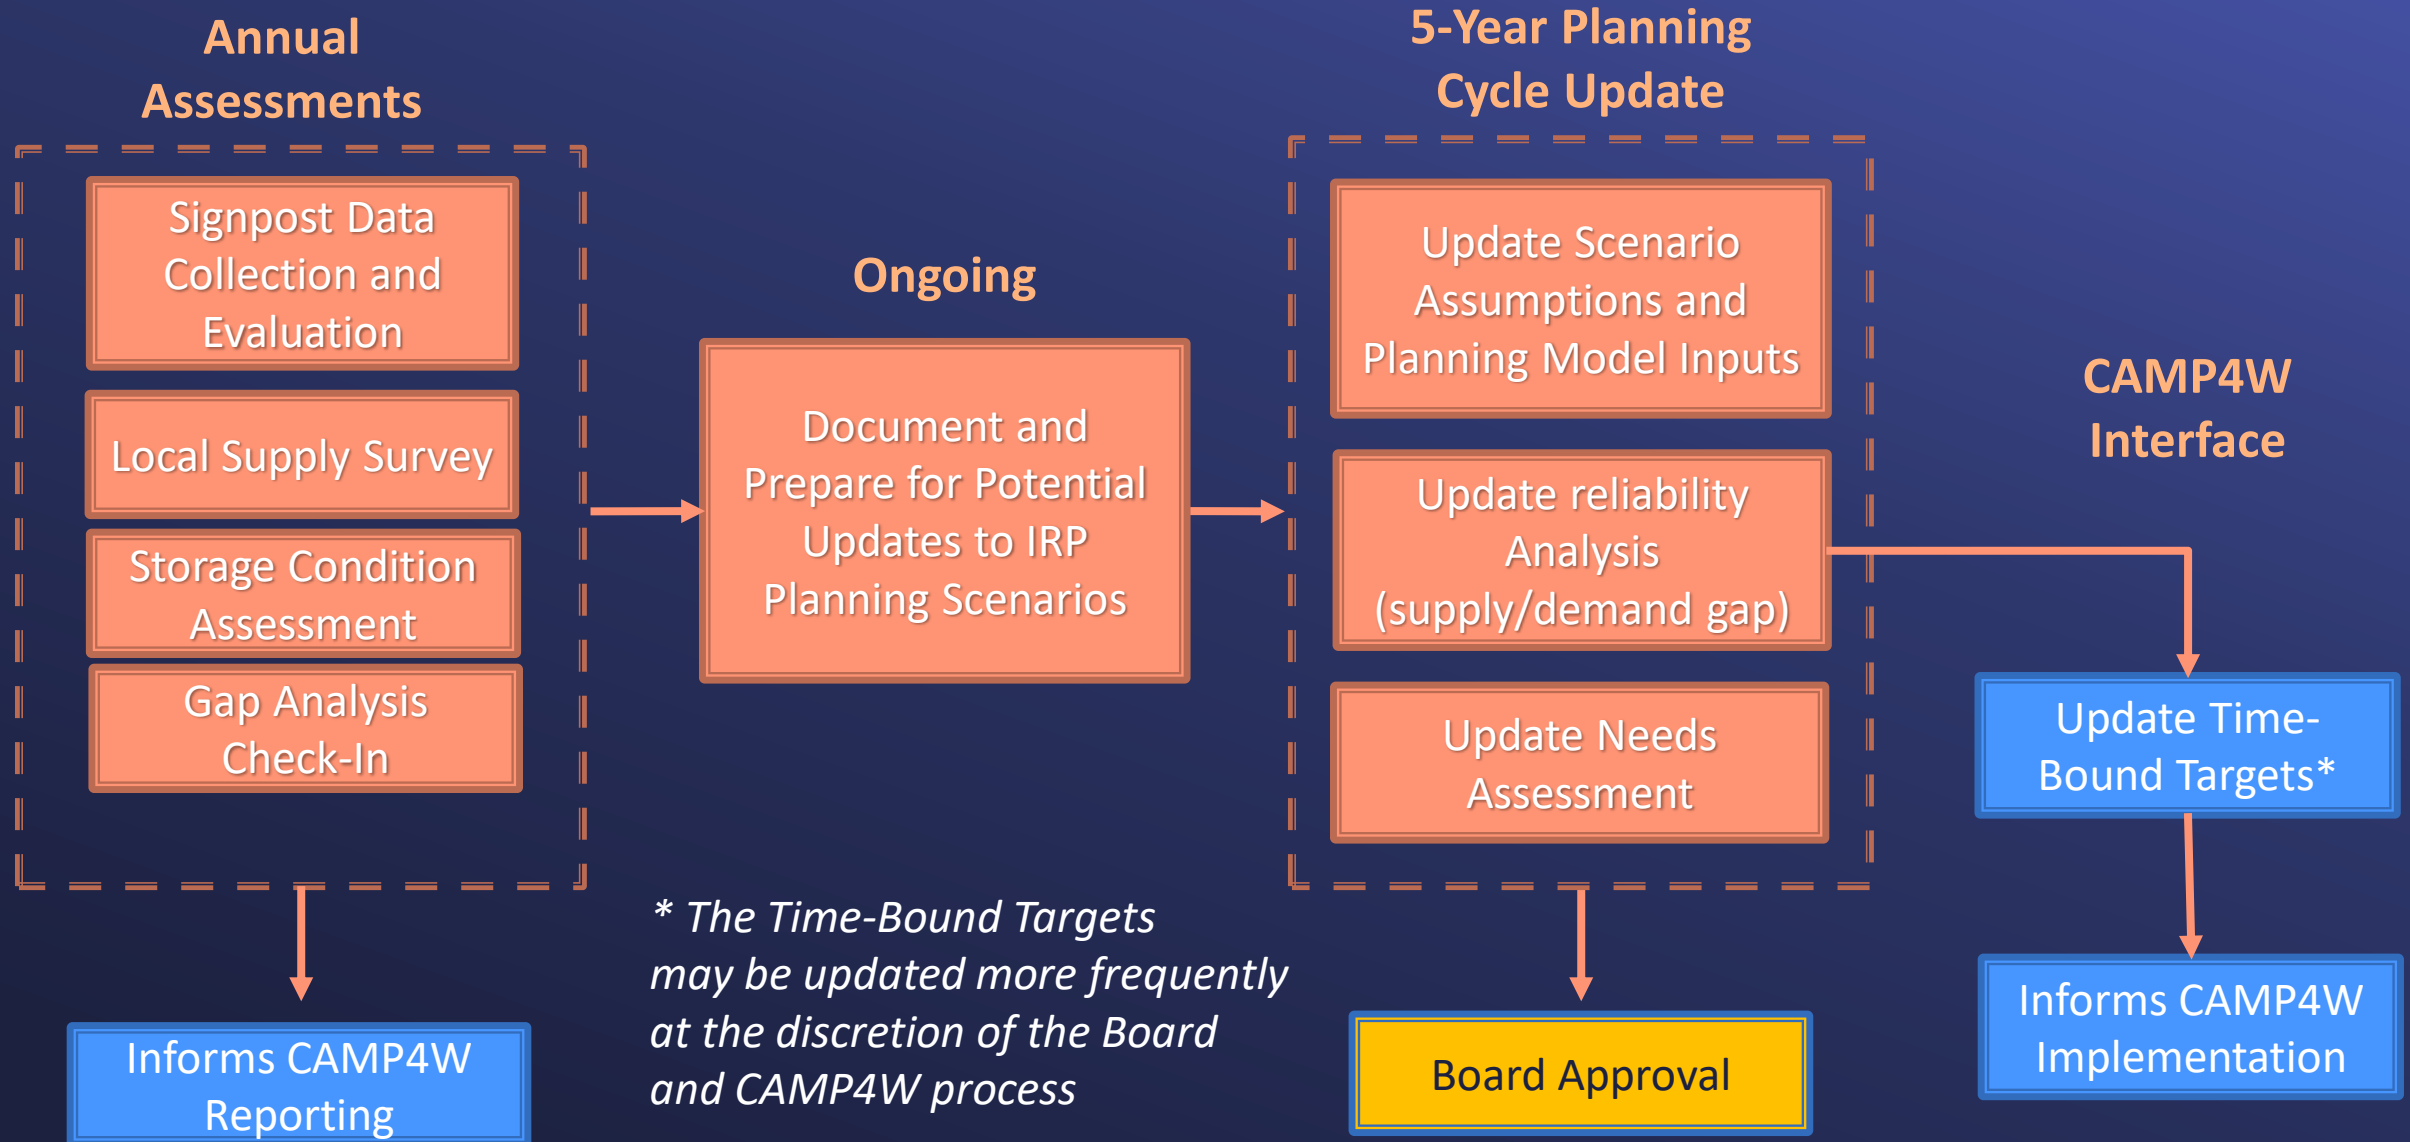 Annual
Assessments
Signpost Data
Collection and
Evaluation
Local Supply Survey
Storage Condition
Assessment
Gap Analysis
Check-In
Informs CAMP4W
Reporting
Ongoing
Document and
Prepare for Potential
Updates to IRP
Planning Scenarios
* The Time-Bound Targets
may be updated more frequently
at the discretion of the Board
and CAMP4W process
5-Year Planning
Cycle Update
Update Scenario
Assumptions and
Planning Model Inputs
Update reliability
Analysis
(supply/demand gap)
Update Needs
Assessment
Board Approval
CAMP4W
Interface
Update Time-
Bound Targets*
Informs CAMP4W
Implementation